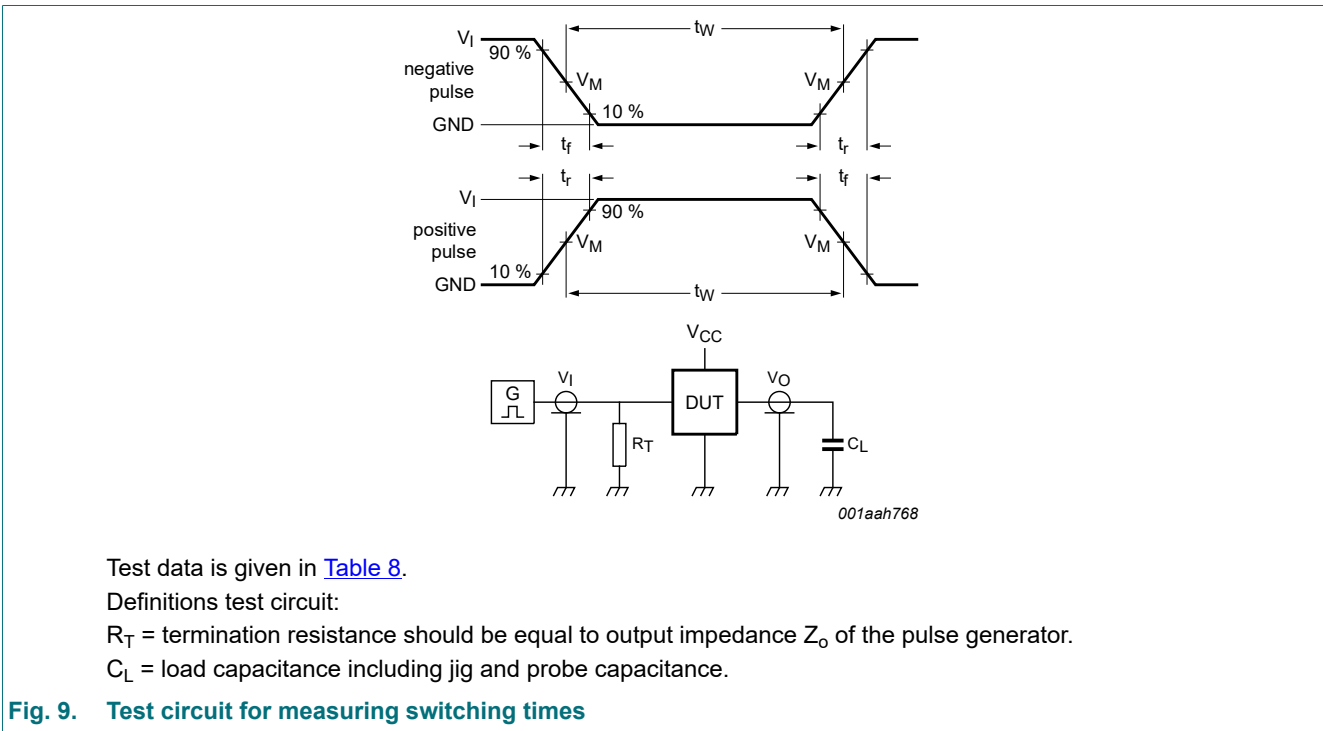 V_I
t_W
90 %
negative
pulse
V_M
V_M
10 %
GND
t_f
t_r
t_r
t_f
V_I
90 %
positive
pulse
V_M
V_M
10 %
GND
t_W
V_CC
G
V_I
DUT
V_O
R_T
C_L
001aah768
Test data is given in Table 8.
Definitions test circuit:
R_T = termination resistance should be equal to output impedance Z_o of the pulse generator.
C_L = load capacitance including jig and probe capacitance.
Fig. 9. Test circuit for measuring switching times